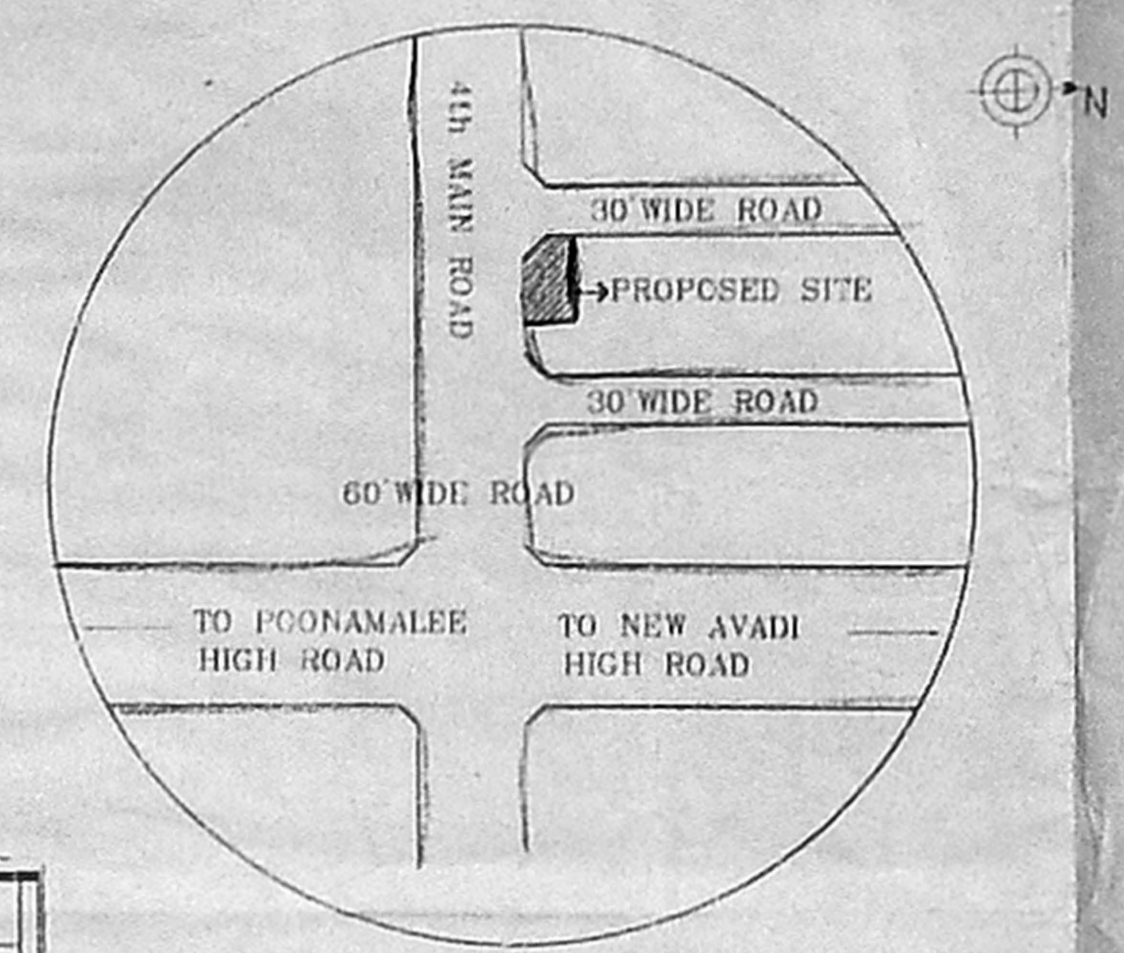 N
4th MAIN ROAD
30' WIDE ROAD
PROPOSED SITE
30' WIDE ROAD
60' WIDE ROAD
TO POONAMALEE
HIGH ROAD
TO NEW AVADI
HIGH ROAD